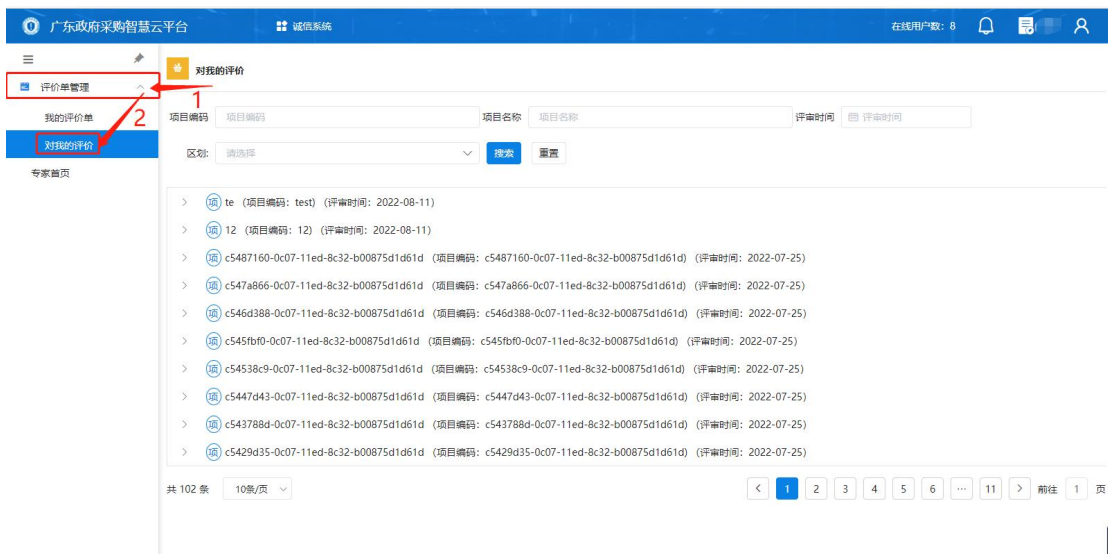 广东政府采购智慧云平台 诚信系统 在线用户数: 8
评价单管理
对我的评价
1
我的评价单
2
项目编码 项目编码 项目名称 项目名称 评审时间 评审时间
对我的评价
区划: 请选择 搜索 重置
专家首页
项 te (项目编码: test) (评审时间: 2022-08-11)
项 12 (项目编码: 12) (评审时间: 2022-08-11)
项 c5487160-0c07-11ed-8c32-b00875d1d61d (项目编码: c5487160-0c07-11ed-8c32-b00875d1d61d) (评审时间: 2022-07-25)
项 c547a866-0c07-11ed-8c32-b00875d1d61d (项目编码: c547a866-0c07-11ed-8c32-b00875d1d61d) (评审时间: 2022-07-25)
项 c546d388-0c07-11ed-8c32-b00875d1d61d (项目编码: c546d388-0c07-11ed-8c32-b00875d1d61d) (评审时间: 2022-07-25)
项 c545fbf0-0c07-11ed-8c32-b00875d1d61d (项目编码: c545fbf0-0c07-11ed-8c32-b00875d1d61d) (评审时间: 2022-07-25)
项 c54538c9-0c07-11ed-8c32-b00875d1d61d (项目编码: c54538c9-0c07-11ed-8c32-b00875d1d61d) (评审时间: 2022-07-25)
项 c5447d43-0c07-11ed-8c32-b00875d1d61d (项目编码: c5447d43-0c07-11ed-8c32-b00875d1d61d) (评审时间: 2022-07-25)
项 c543788d-0c07-11ed-8c32-b00875d1d61d (项目编码: c543788d-0c07-11ed-8c32-b00875d1d61d) (评审时间: 2022-07-25)
项 c5429d35-0c07-11ed-8c32-b00875d1d61d (项目编码: c5429d35-0c07-11ed-8c32-b00875d1d61d) (评审时间: 2022-07-25)
共 102 条 10条/页 < 1 2 3 4 5 6 ··· 11 > 前往 1 页